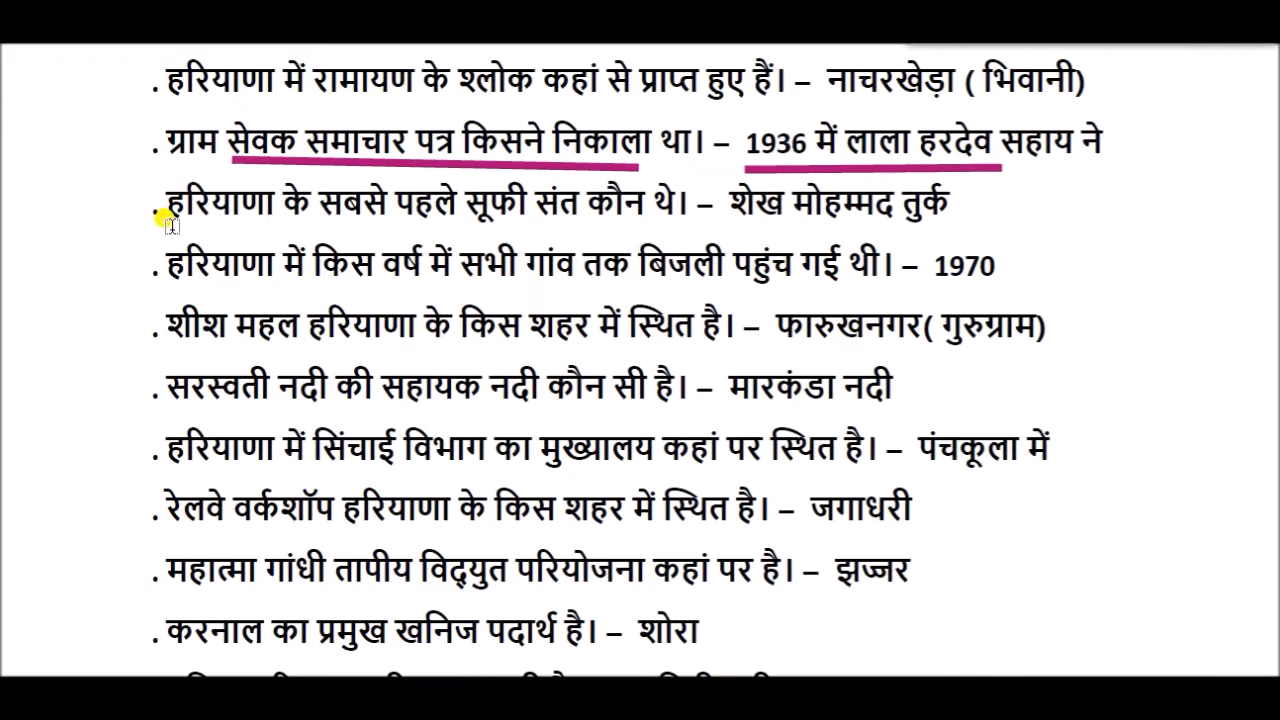 . हरियाणा में रामायण के श्लोक कहां से प्राप्त हुए हैं। – नाचरखेड़ा ( भिवानी)
. ग्राम सेवक समाचार पत्र किसने निकाला था। – 1936 में लाला हरदेव सहाय ने
. हरियाणा के सबसे पहले सूफी संत कौन थे। – शेख मोहम्मद तुर्क
. हरियाणा में किस वर्ष में सभी गांव तक बिजली पहुंच गई थी। – 1970
. शीश महल हरियाणा के किस शहर में स्थित है। – फारुखनगर( गुरुग्राम)
. सरस्वती नदी की सहायक नदी कौन सी है। – मारकंडा नदी
. हरियाणा में सिंचाई विभाग का मुख्यालय कहां पर स्थित है। – पंचकूला में
. रेलवे वर्कशॉप हरियाणा के किस शहर में स्थित है। – जगाधरी
. महात्मा गांधी तापीय विद्युत परियोजना कहां पर है। – झज्जर
. करनाल का प्रमुख खनिज पदार्थ है। – शोरा